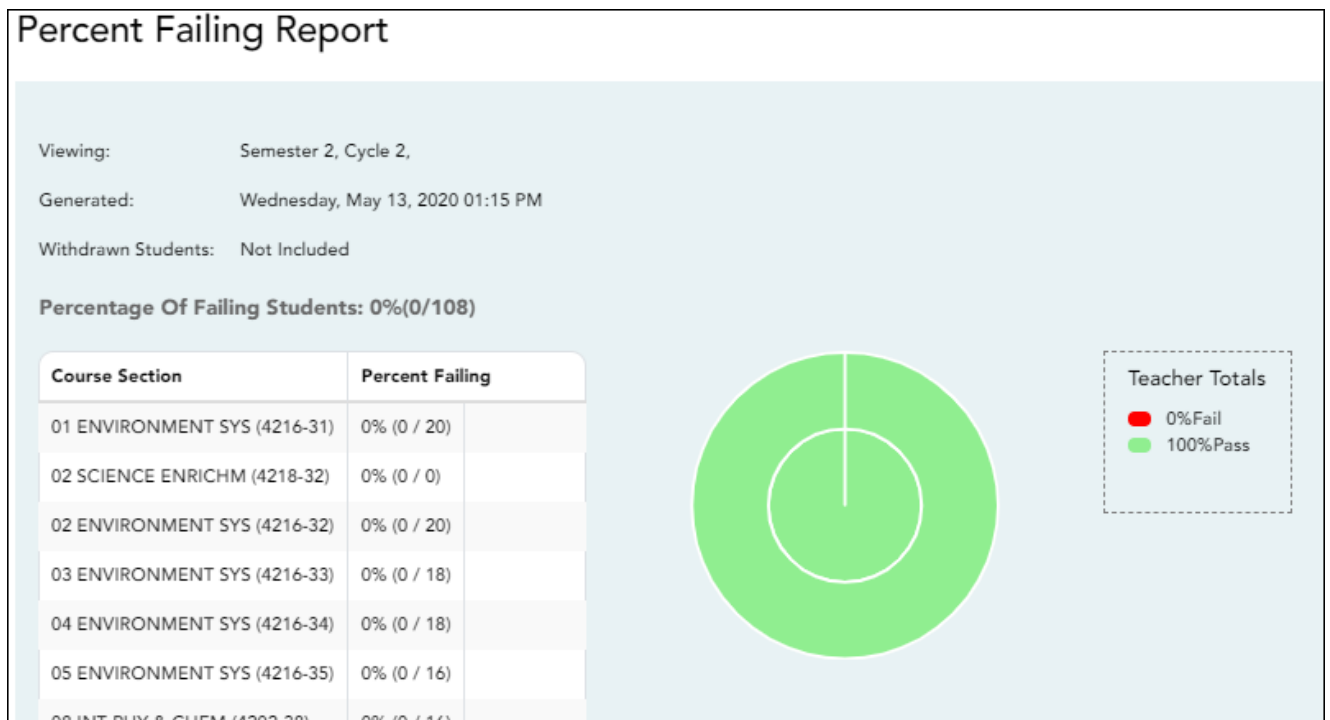 Percent Failing Report
Viewing: Semester 2, Cycle 2,
Generated: Wednesday, May 13, 2020 01:15 PM
Withdrawn Students: Not Included
Percentage Of Failing Students: 0%(0/108)
Course Section Percent Failing
01 ENVIRONMENT SYS (4216-31) 0% (0 / 20)
02 SCIENCE ENRICHM (4218-32) 0% (0 / 0)
02 ENVIRONMENT SYS (4216-32) 0% (0 / 20)
03 ENVIRONMENT SYS (4216-33) 0% (0 / 18)
04 ENVIRONMENT SYS (4216-34) 0% (0 / 18)
05 ENVIRONMENT SYS (4216-35) 0% (0 / 16)
Teacher Totals
0%Fail
100%Pass